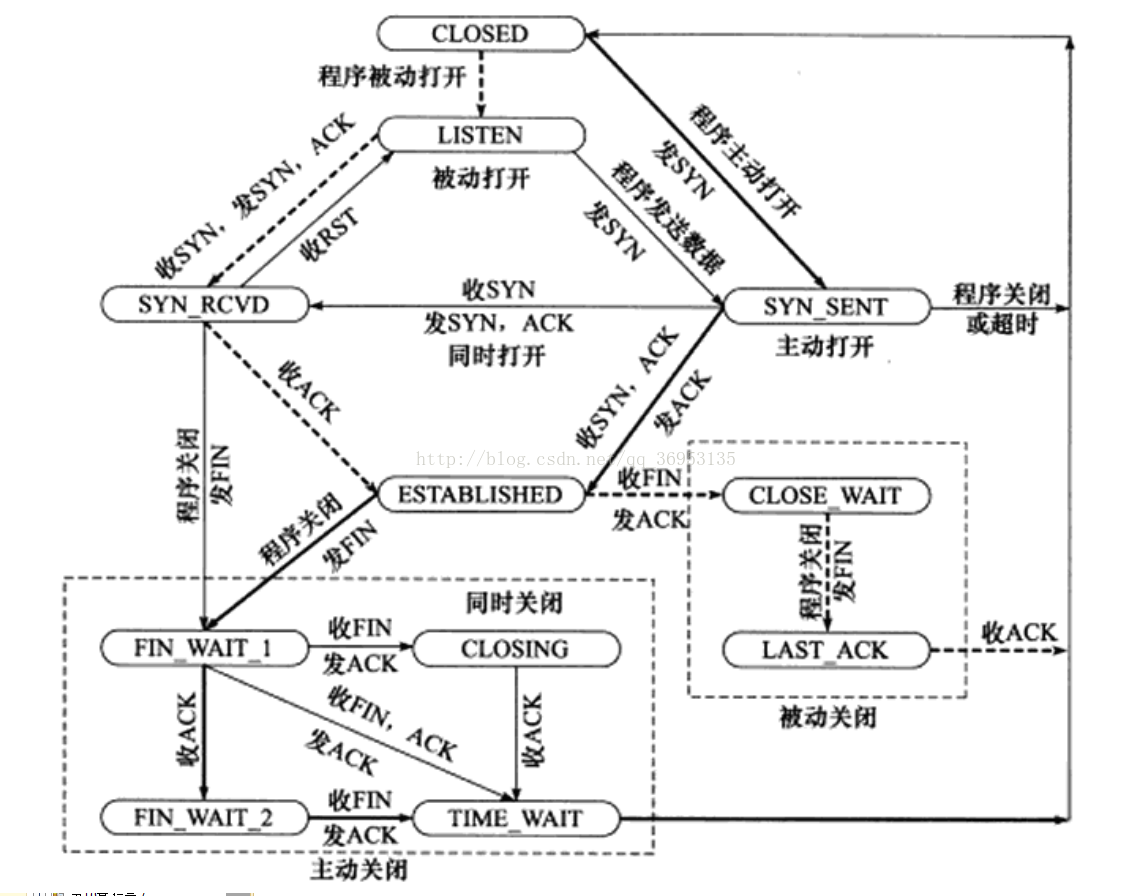 CLOSED
程序被动打开
LISTEN
被动打开
收SYN，发SYN，ACK
收RST
程序发送数据
发SYN
程序主动打开
发SYN
SYN_RCVD
收SYN
发SYN，ACK
同时打开
SYN_SENT
主动打开
程序关闭
或超时
收ACK
收SYN，ACK
发ACK
程序关闭
发FIN
http://blog.csdn.net/qq_36953135
ESTABLISHED
收FIN
发ACK
CLOSE_WAIT
程序关闭
发FIN
程序关闭
发FIN
同时关闭
FIN_WAIT_1
收FIN
发ACK
CLOSING
LAST_ACK
收ACK
被动关闭
收ACK
收FIN，ACK
发ACK
收ACK
FIN_WAIT_2
收FIN
发ACK
TIME_WAIT
主动关闭